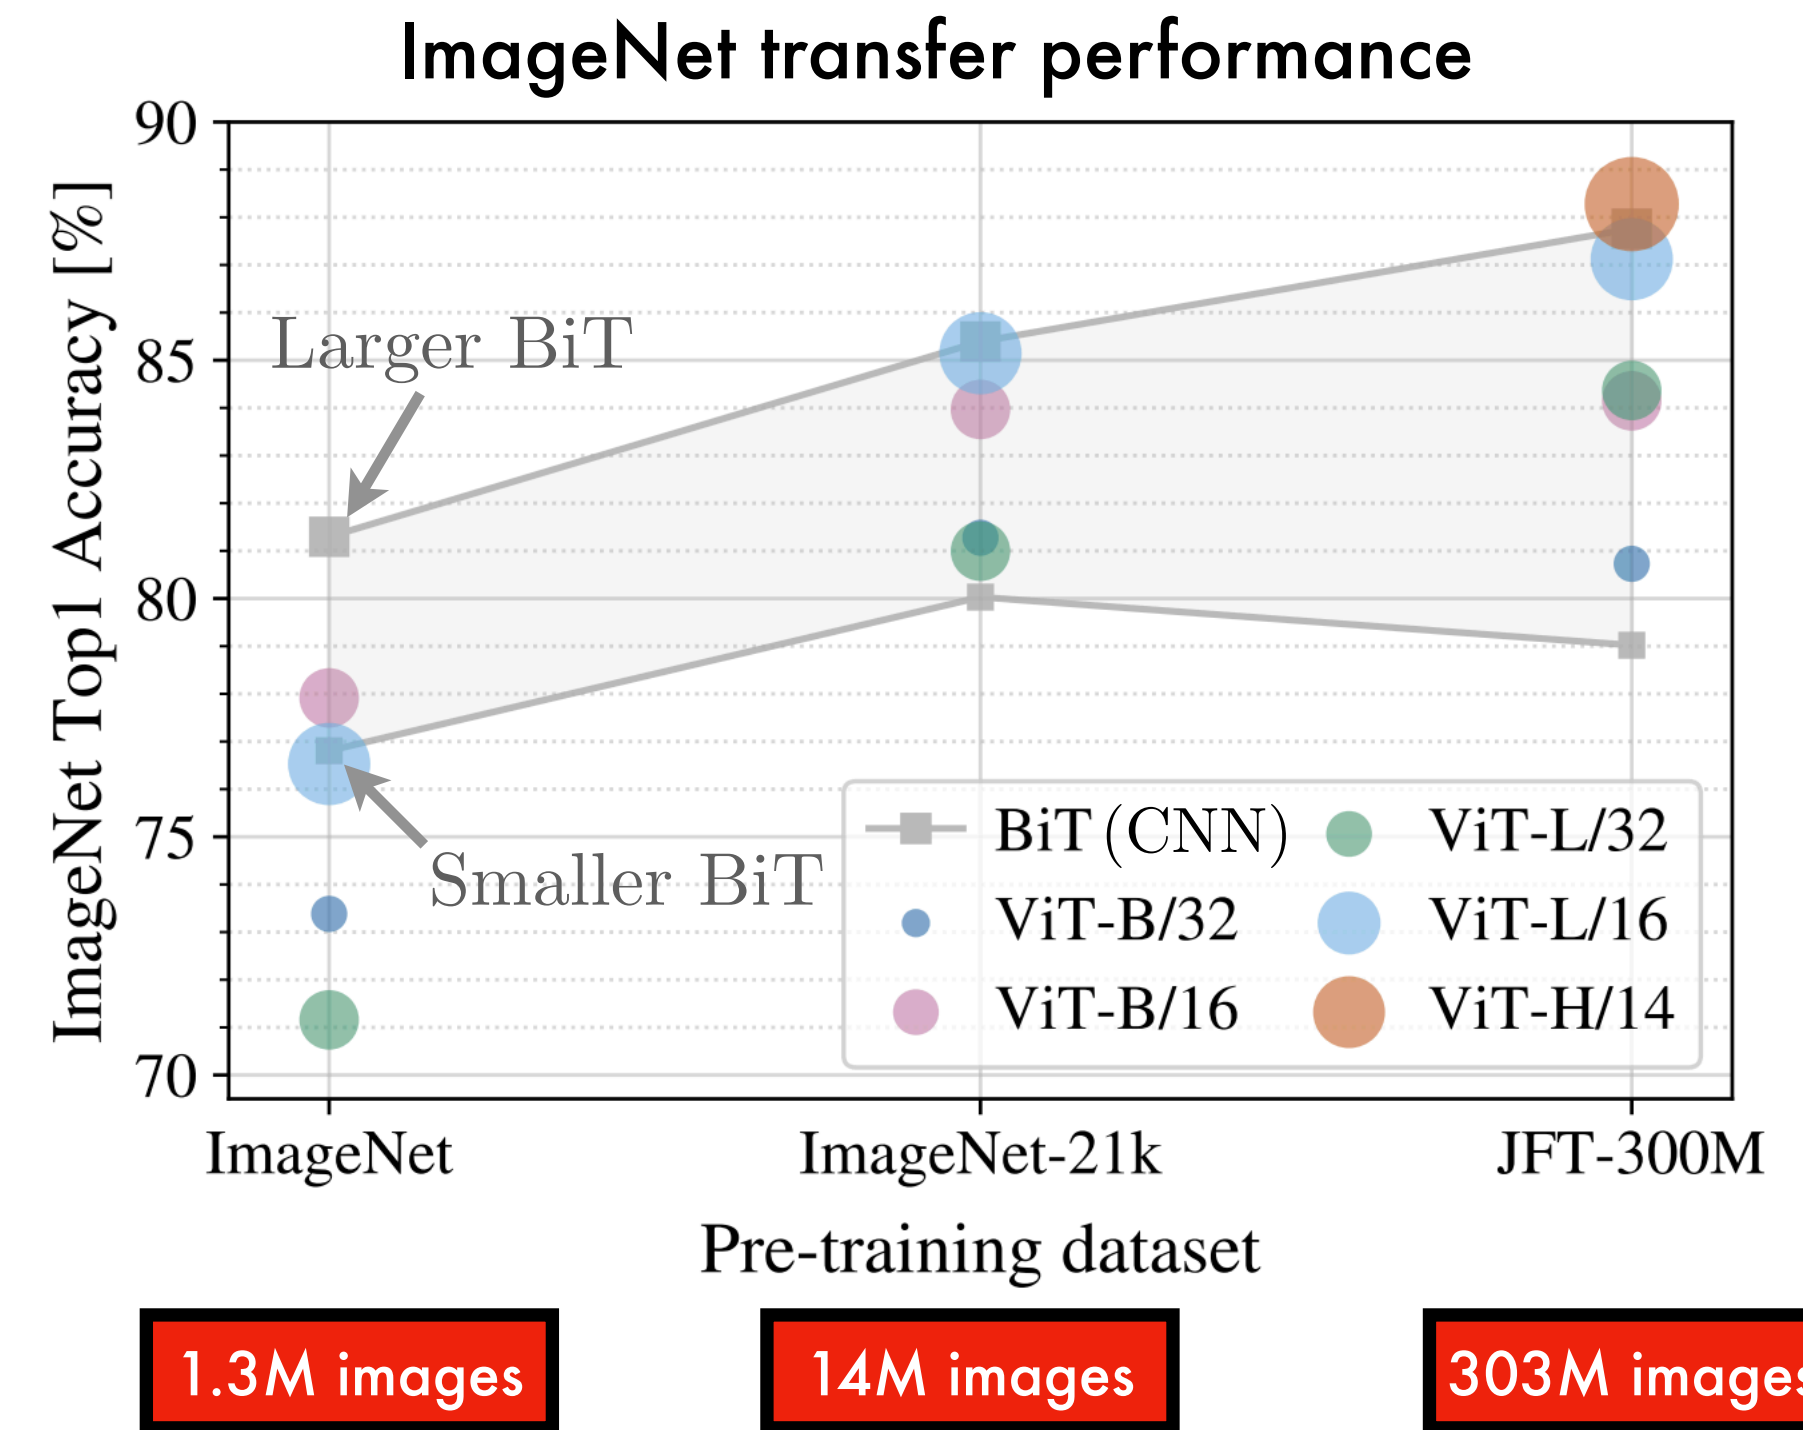 ImageNet transfer performance
ImageNet Top1 Accuracy [%]
90
85
80
75
70
Larger BiT
Smaller BiT
BiT (CNN)
ViT-B/32
ViT-B/16
ViT-L/32
ViT-L/16
ViT-H/14
ImageNet
ImageNet-21k
JFT-300M
Pre-training dataset
1.3M images
14M images
303M images